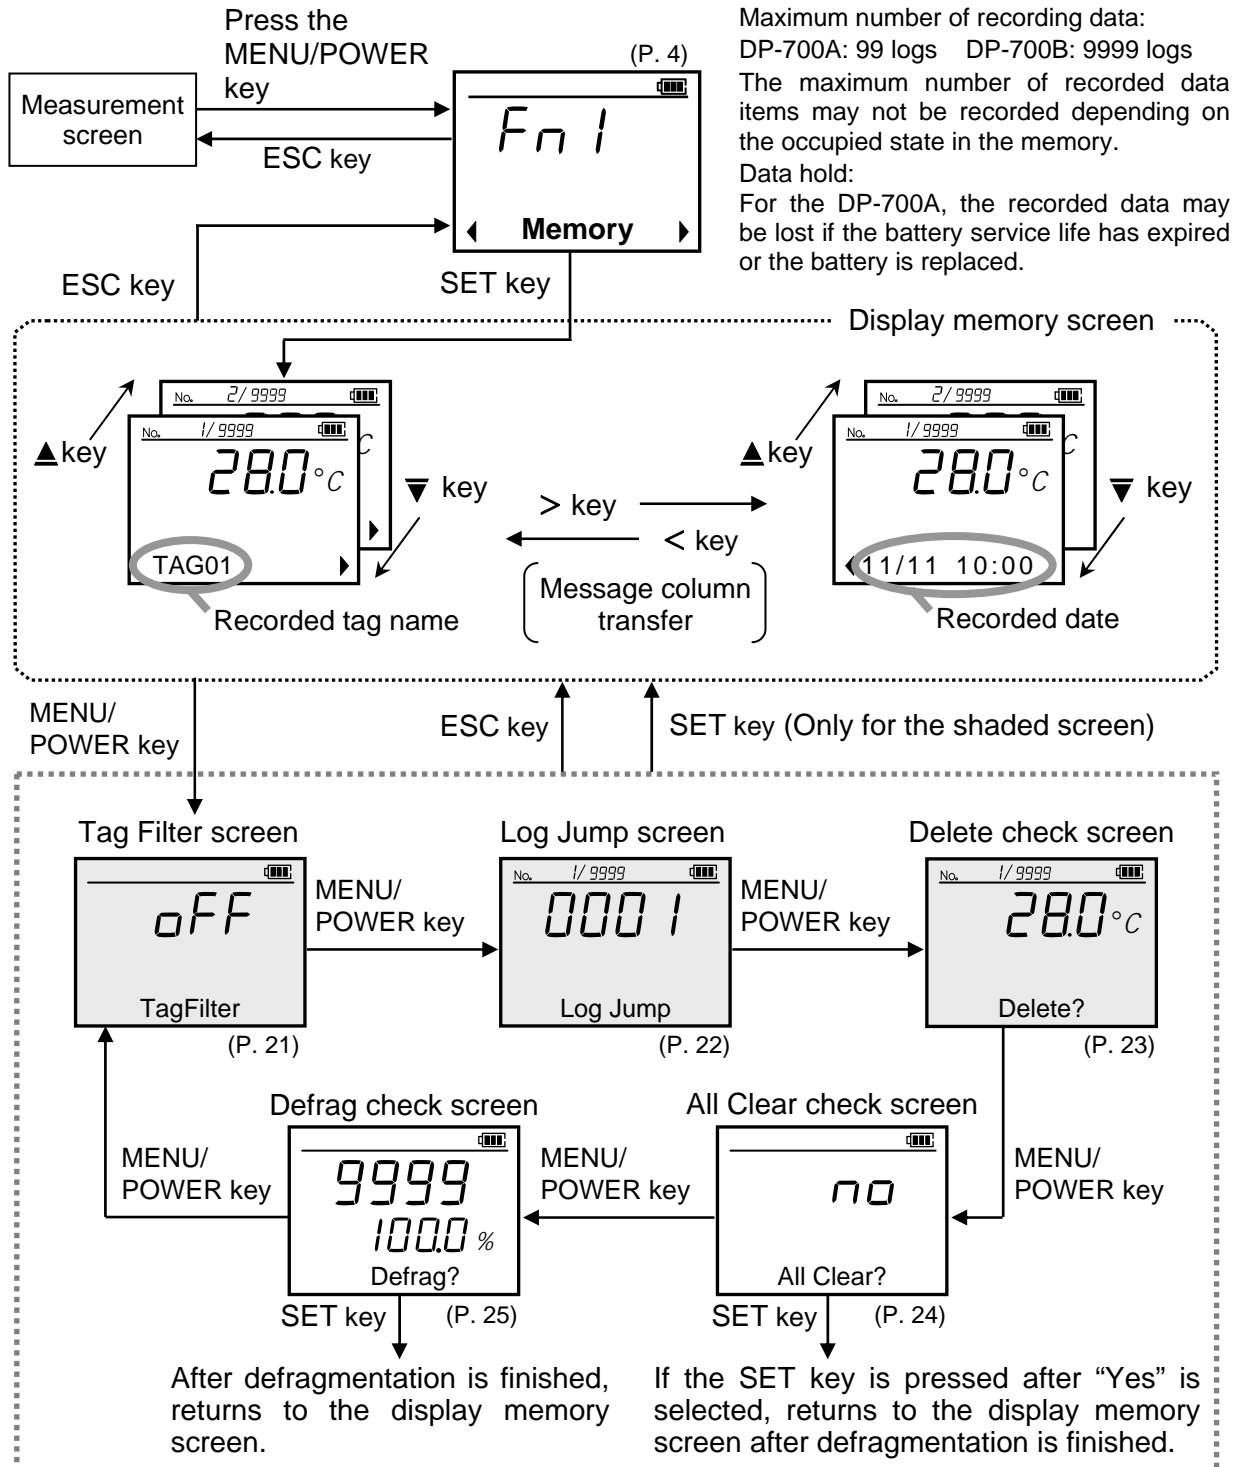 Press the
MENU/POWER
key
(P. 4)
Maximum number of recording data:
DP-700A: 99 logs DP-700B: 9999 logs
The maximum number of recorded data
items may not be recorded depending on
the occupied state in the memory.
Data hold:
For the DP-700A, the recorded data may
be lost if the battery service life has expired
or the battery is replaced.
Measurement
screen
ESC key
Fn1
Memory
ESC key
SET key
Display memory screen
No. 2/9999
No. 1/9999
C
28.0 °C
▲ key
▼ key
TAG01
Recorded tag name
> key
< key
Message column
transfer
No. 2/9999
No. 1/9999
C
28.0 °C
▲ key
▼ key
11/11 10:00
Recorded date
MENU/
POWER key
ESC key
SET key (Only for the shaded screen)
Tag Filter screen
oFF
TagFilter
(P. 21)
MENU/
POWER key
Log Jump screen
No. 1/9999
0001
Log Jump
(P. 22)
MENU/
POWER key
Delete check screen
No. 1/9999
28.0 °C
Delete?
(P. 23)
MENU/
POWER key
All Clear check screen
no
All Clear?
(P. 24)
SET key
MENU/
POWER key
Defrag check screen
9999
100.0 %
Defrag?
(P. 25)
SET key
MENU/
POWER key
After defragmentation is finished,
returns to the display memory
screen.
If the SET key is pressed after “Yes” is
selected, returns to the display memory
screen after defragmentation is finished.